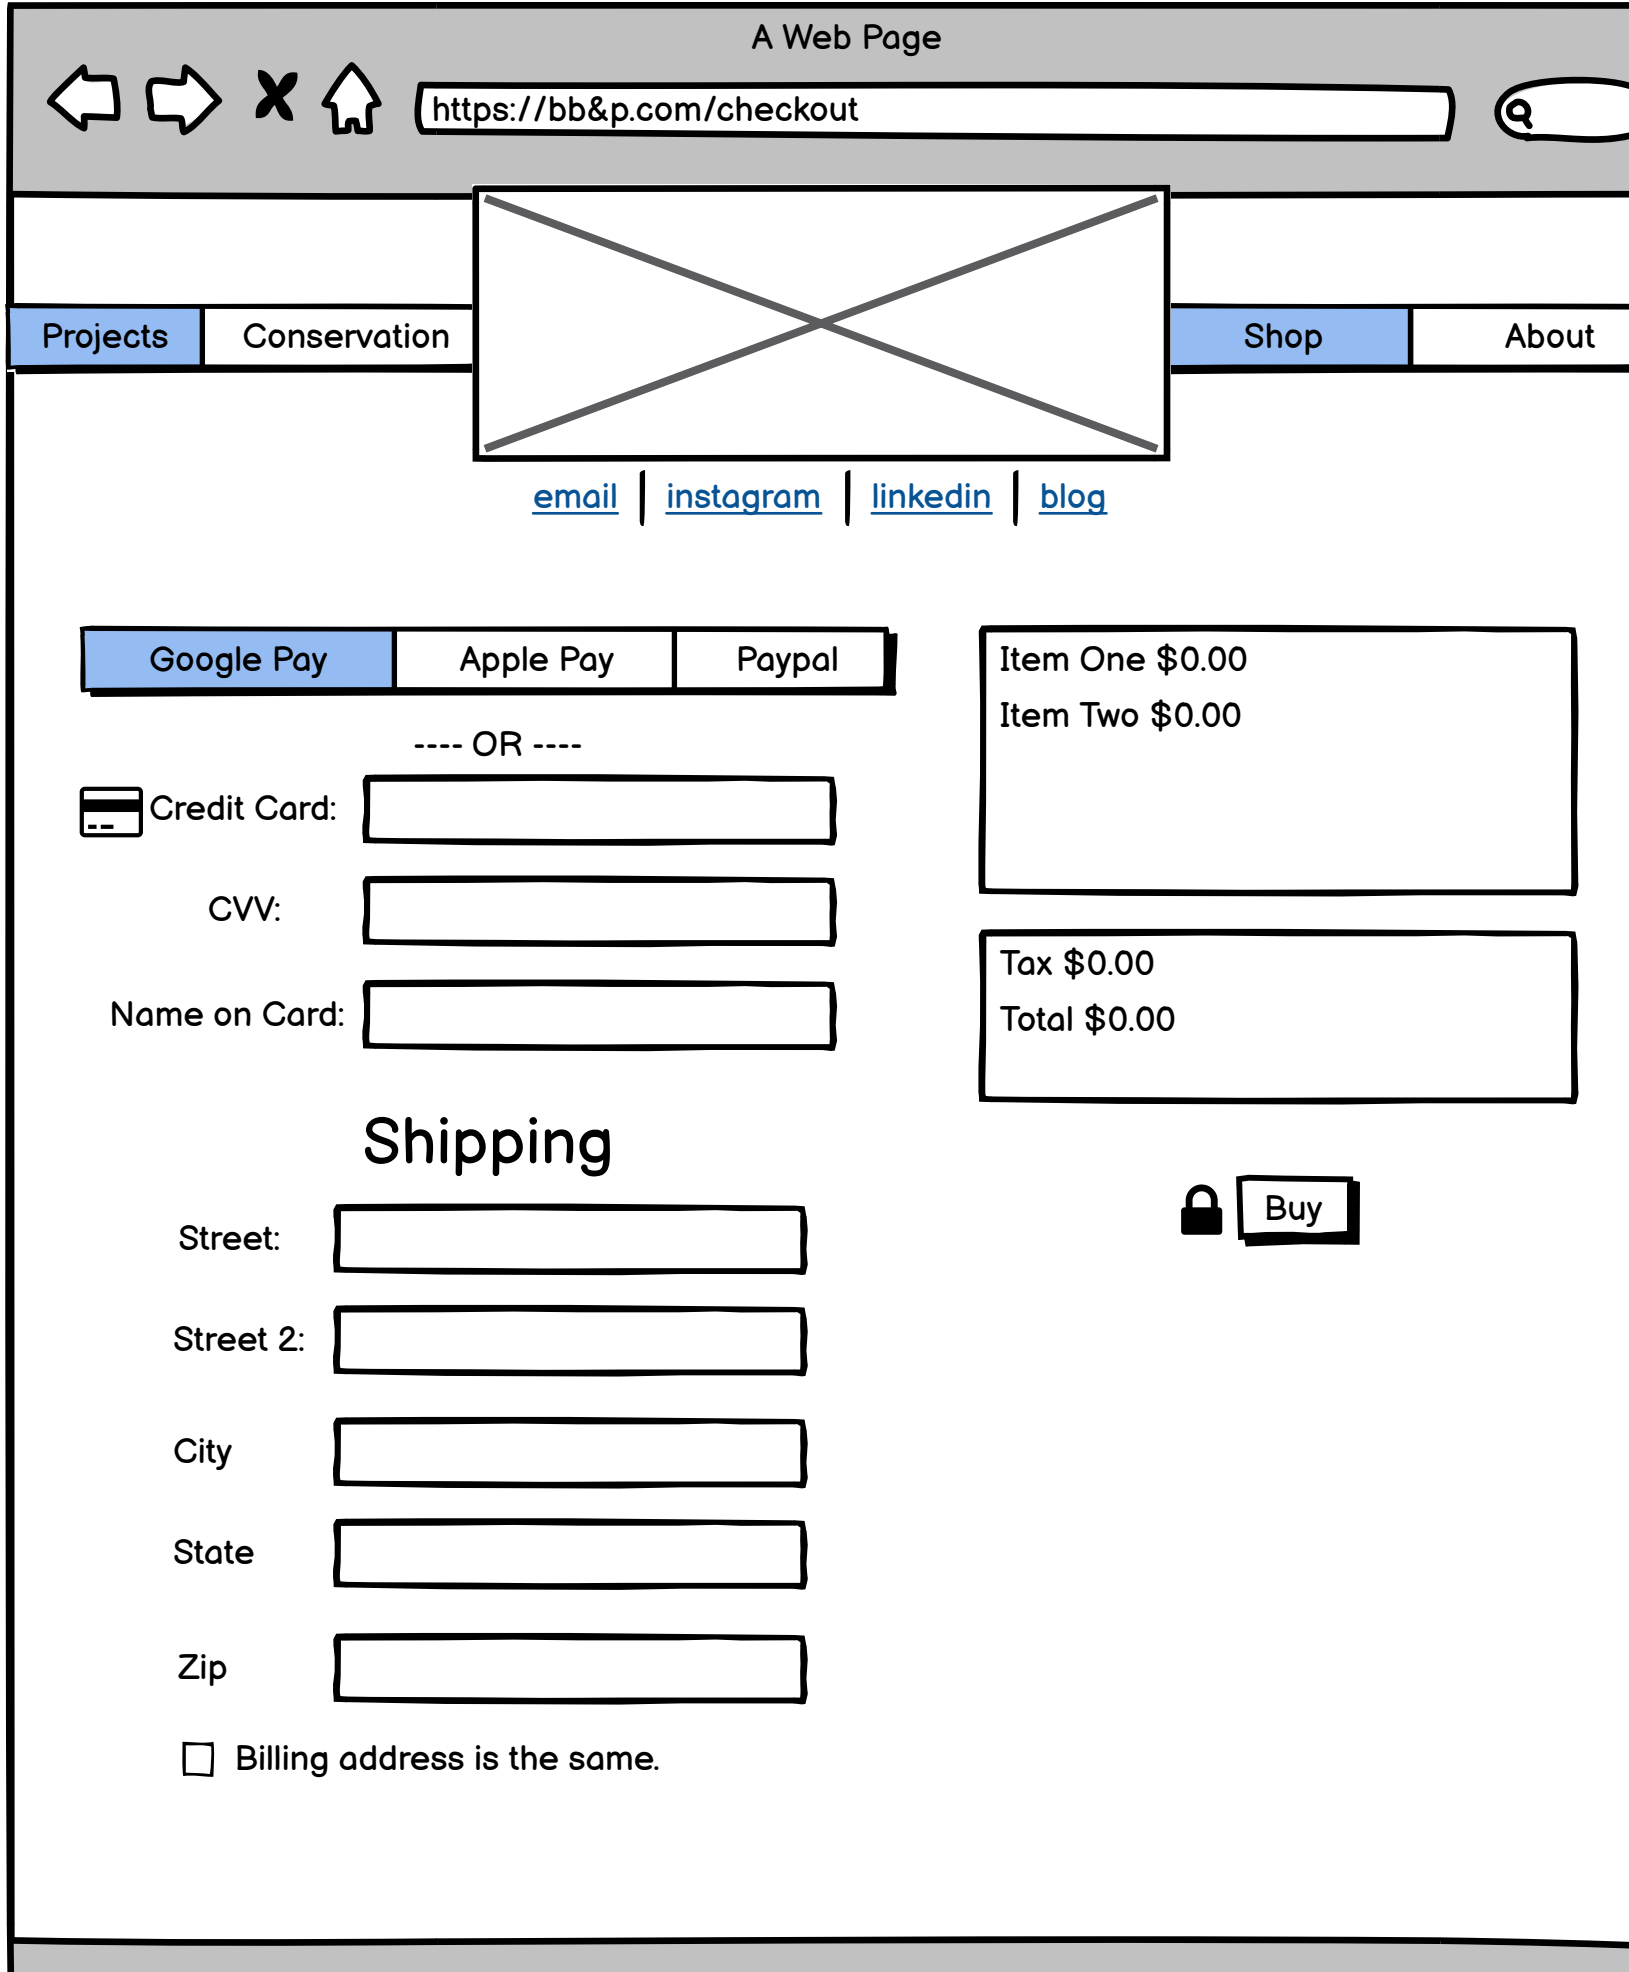 A Web Page
https://bb&p.com/checkout
Projects Conservation Shop About
email instagram linkedin blog
Google Pay Apple Pay Paypal
---- OR ----
Credit Card:
CVV:
Name on Card:
Item One $0.00
Item Two $0.00
Tax $0.00
Total $0.00
Buy
Shipping
Street:
Street 2:
City
State
Zip
Billing address is the same.